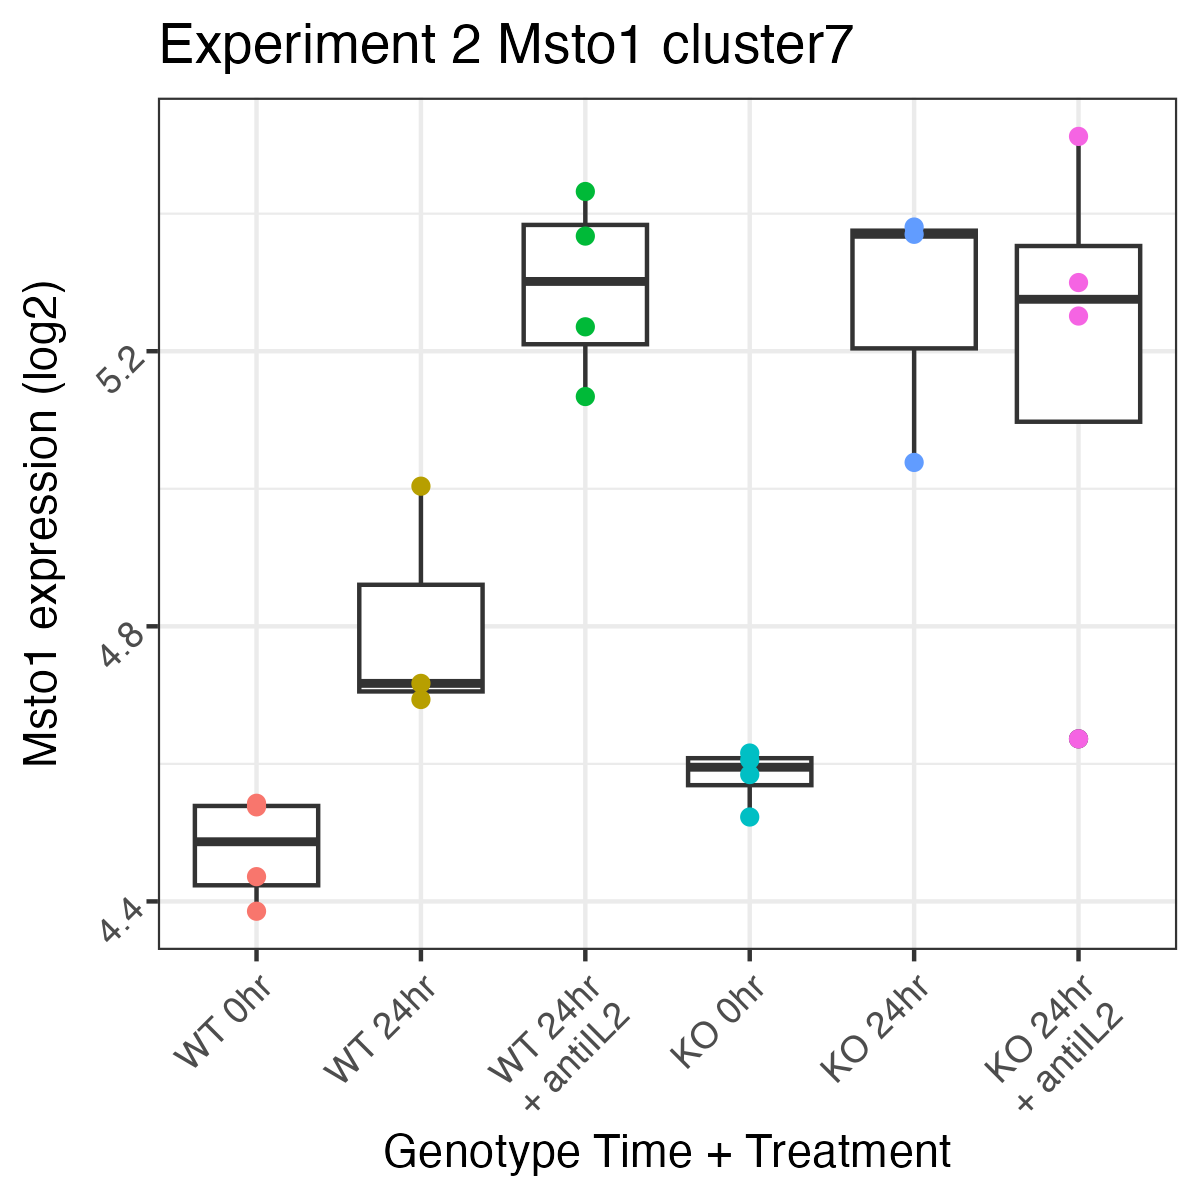 Experiment 2 Msto1 cluster7
Msto1 expression (log2)
5.2
4.8
4.4
WT 0hr
WT 24hr
WT 24hr
+ antiIL2
KO 0hr
KO 24hr
KO 24hr
+ antiIL2
Genotype Time + Treatment